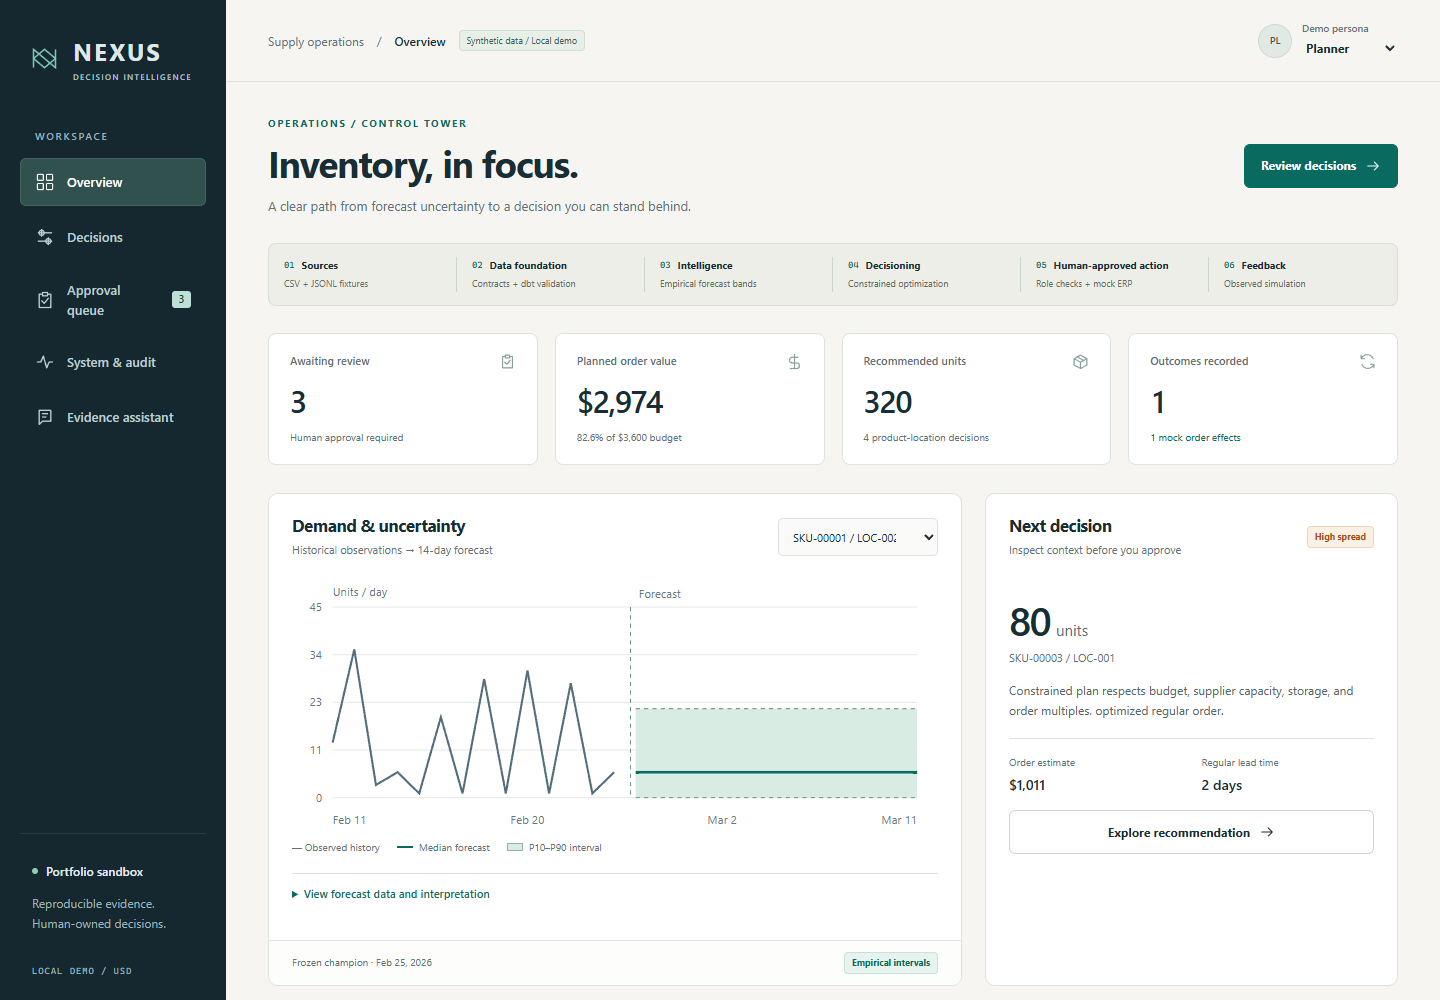 NEXUS
DECISION INTELLIGENCE
WORKSPACE
Overview
Decisions
Approval
queue
3
System & audit
Evidence assistant
Portfolio sandbox
Reproducible evidence.
Human-owned decisions.
LOCAL DEMO / USD
Supply operations / Overview
Synthetic data / Local demo
PL
Demo persona
Planner
OPERATIONS / CONTROL TOWER
Inventory, in focus.
A clear path from forecast uncertainty to a decision you can stand behind.
Review decisions →
01 Sources
CSV + JSONL fixtures
02 Data foundation
Contracts + dbt validation
03 Intelligence
Empirical forecast bands
04 Decisioning
Constrained optimization
05 Human-approved action
Role checks + mock ERP
06 Feedback
Observed simulation
Awaiting review
3
Human approval required
Planned order value
$2,974
82.6% of $3,600 budget
Recommended units
320
4 product-location decisions
Outcomes recorded
1
1 mock order effects
Demand & uncertainty
Historical observations → 14-day forecast
SKU-00001 / LOC-002
Units / day
Forecast
45
34
23
11
0
Feb 11
Feb 20
Mar 2
Mar 11
— Observed history
Median forecast
P10–P90 interval
▶ View forecast data and interpretation
Frozen champion · Feb 25, 2026
Empirical intervals
Next decision
Inspect context before you approve
High spread
80 units
SKU-00003 / LOC-001
Constrained plan respects budget, supplier capacity, storage, and
order multiples. optimized regular order.
Order estimate
$1,011
Regular lead time
2 days
Explore recommendation →